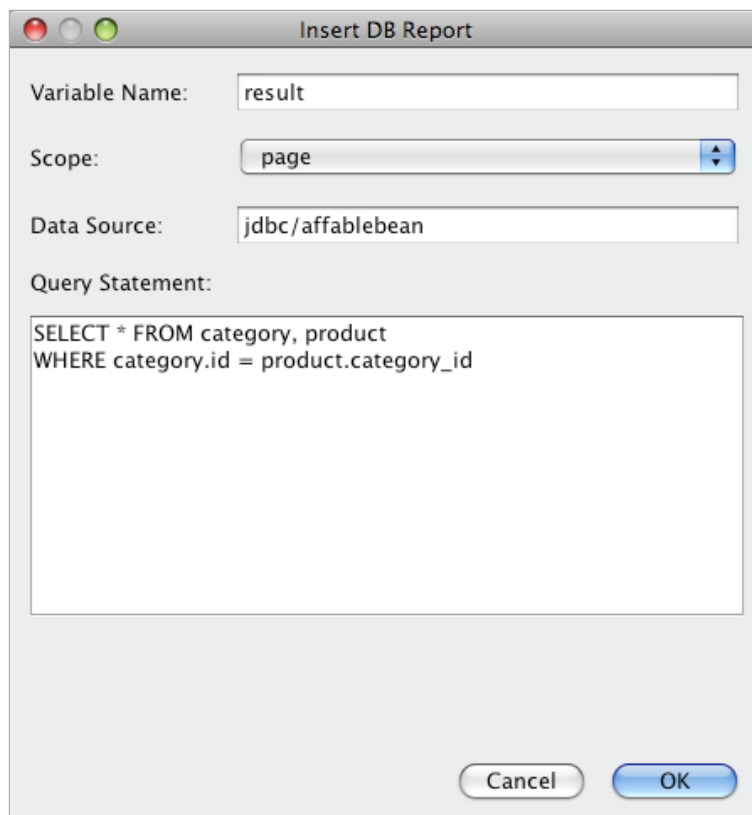 Insert DB Report
Variable Name: result
Scope: page
Data Source: jdbc/affablebean
Query Statement:
SELECT * FROM category, product
WHERE category.id = product.category_id
Cancel OK